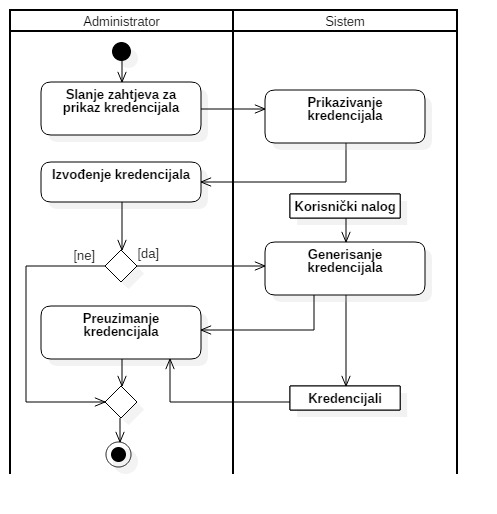 Administrator
Sistem
Slanje zahtjeva za
prikaz kredencijala
Prikazivanje
kredencijala
Izvođenje kredencijala
Korisnički nalog
[ne]
[da]
Generisanje
kredencijala
Preuzimanje
kredencijala
Kredencijali